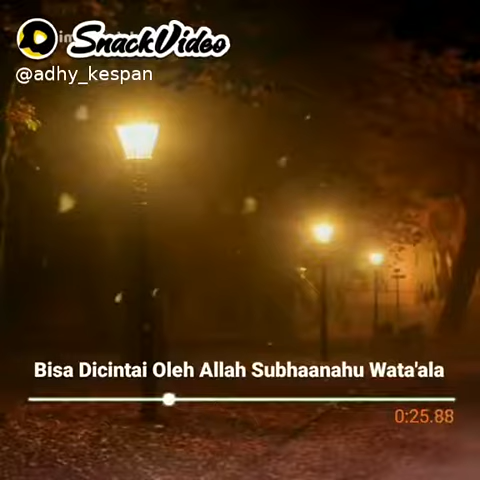 SnackVideo
@adhy_kespan
Bisa Dicintai Oleh Allah Subhaanahu Wata'ala
0:25.88